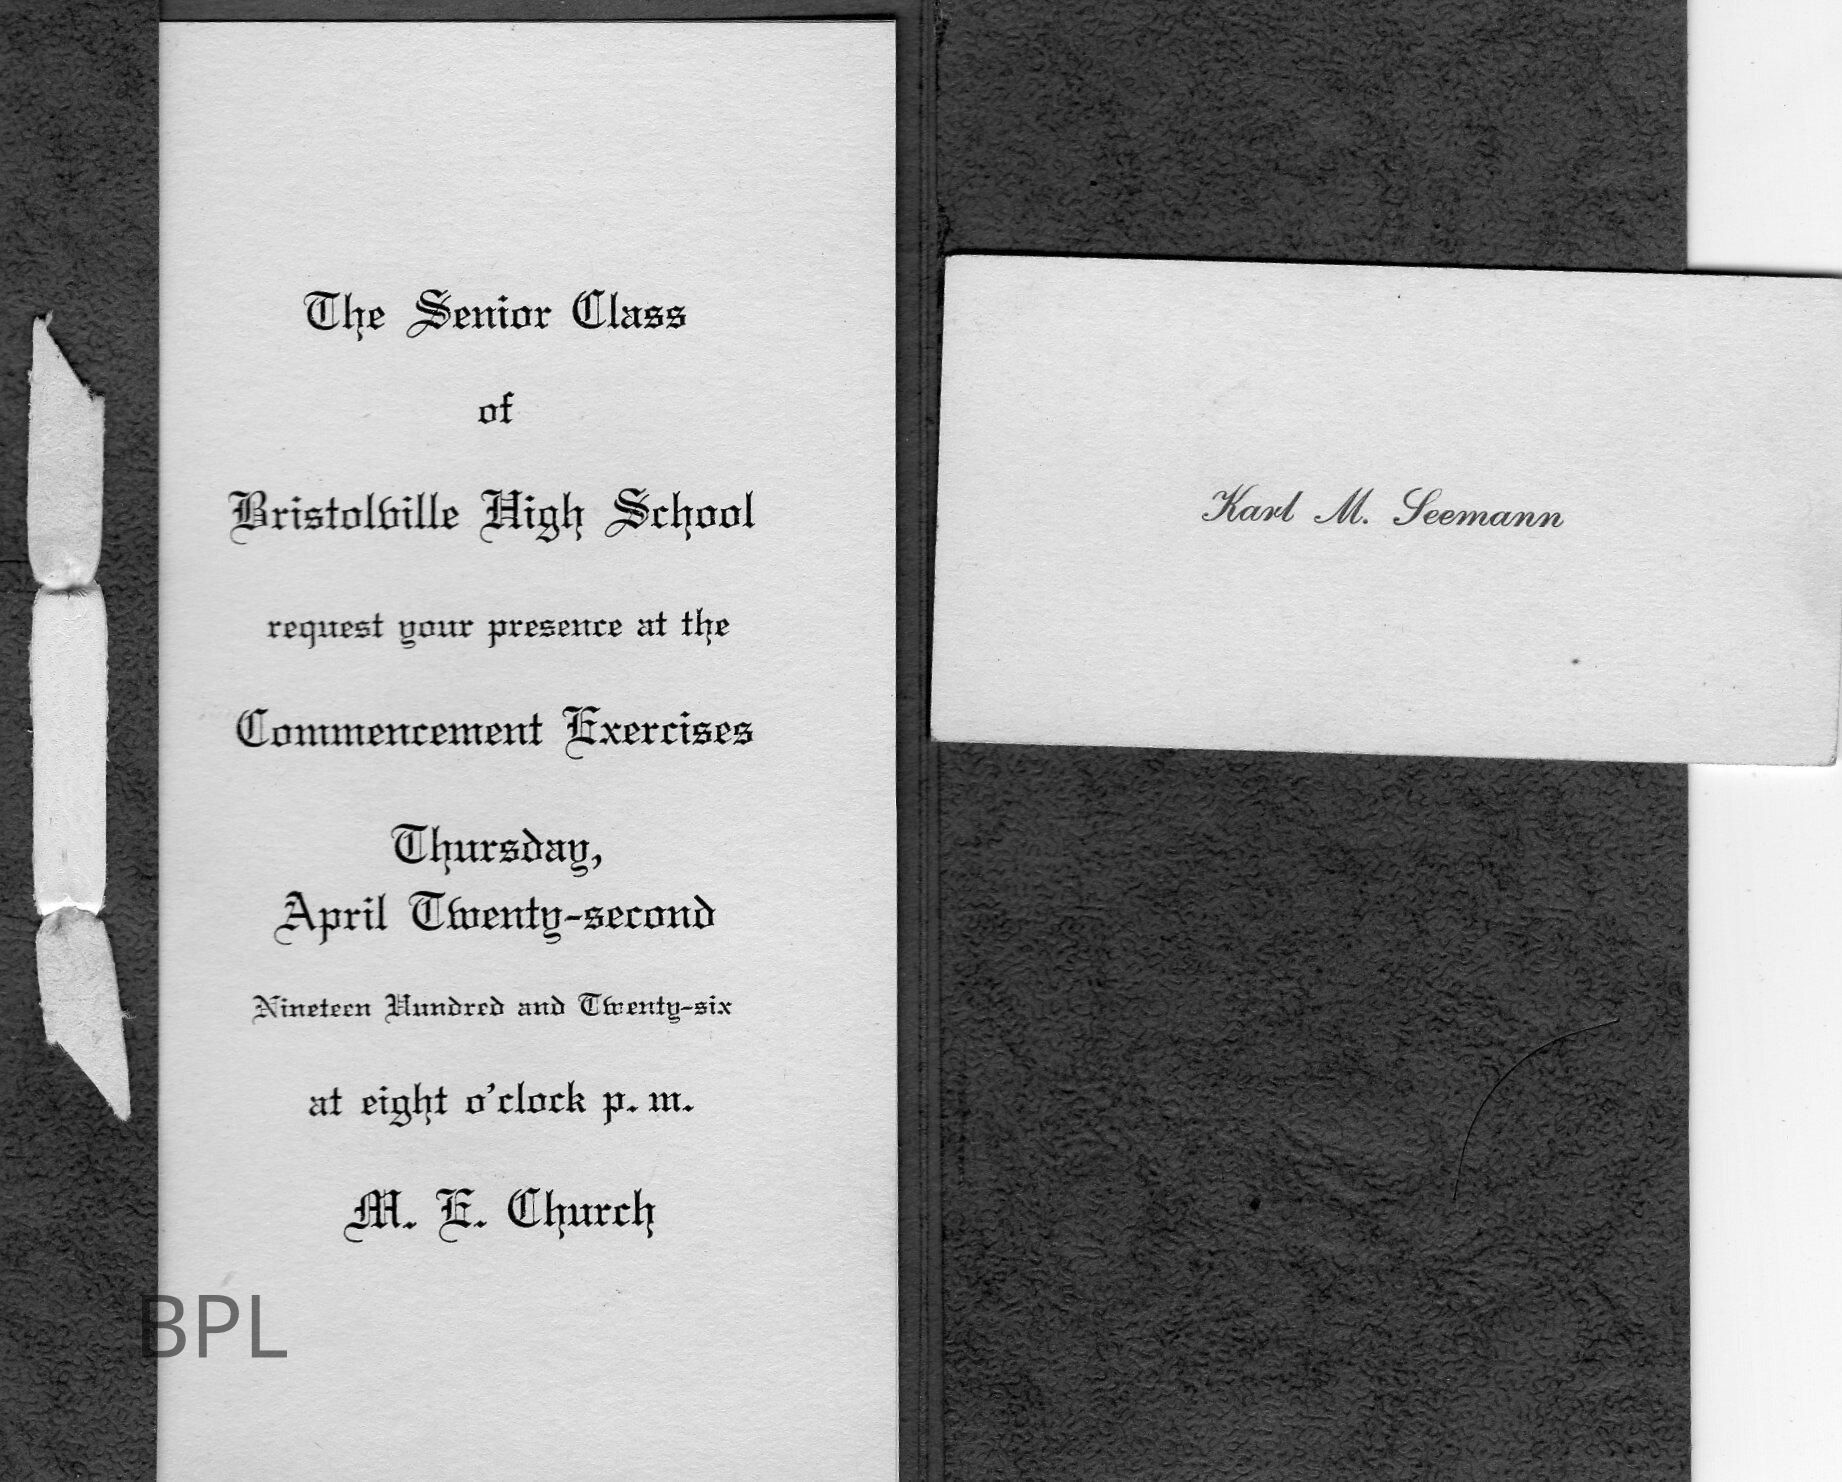 The Senior Class
of
Bristolville High School
request your presence at the
Commencement Exercises
Thursday,
April Twenty-second
Nineteen Hundred and Twenty-six
at eight o'clock p. m.
M. E. Church
BPL
Karl M. Seemann